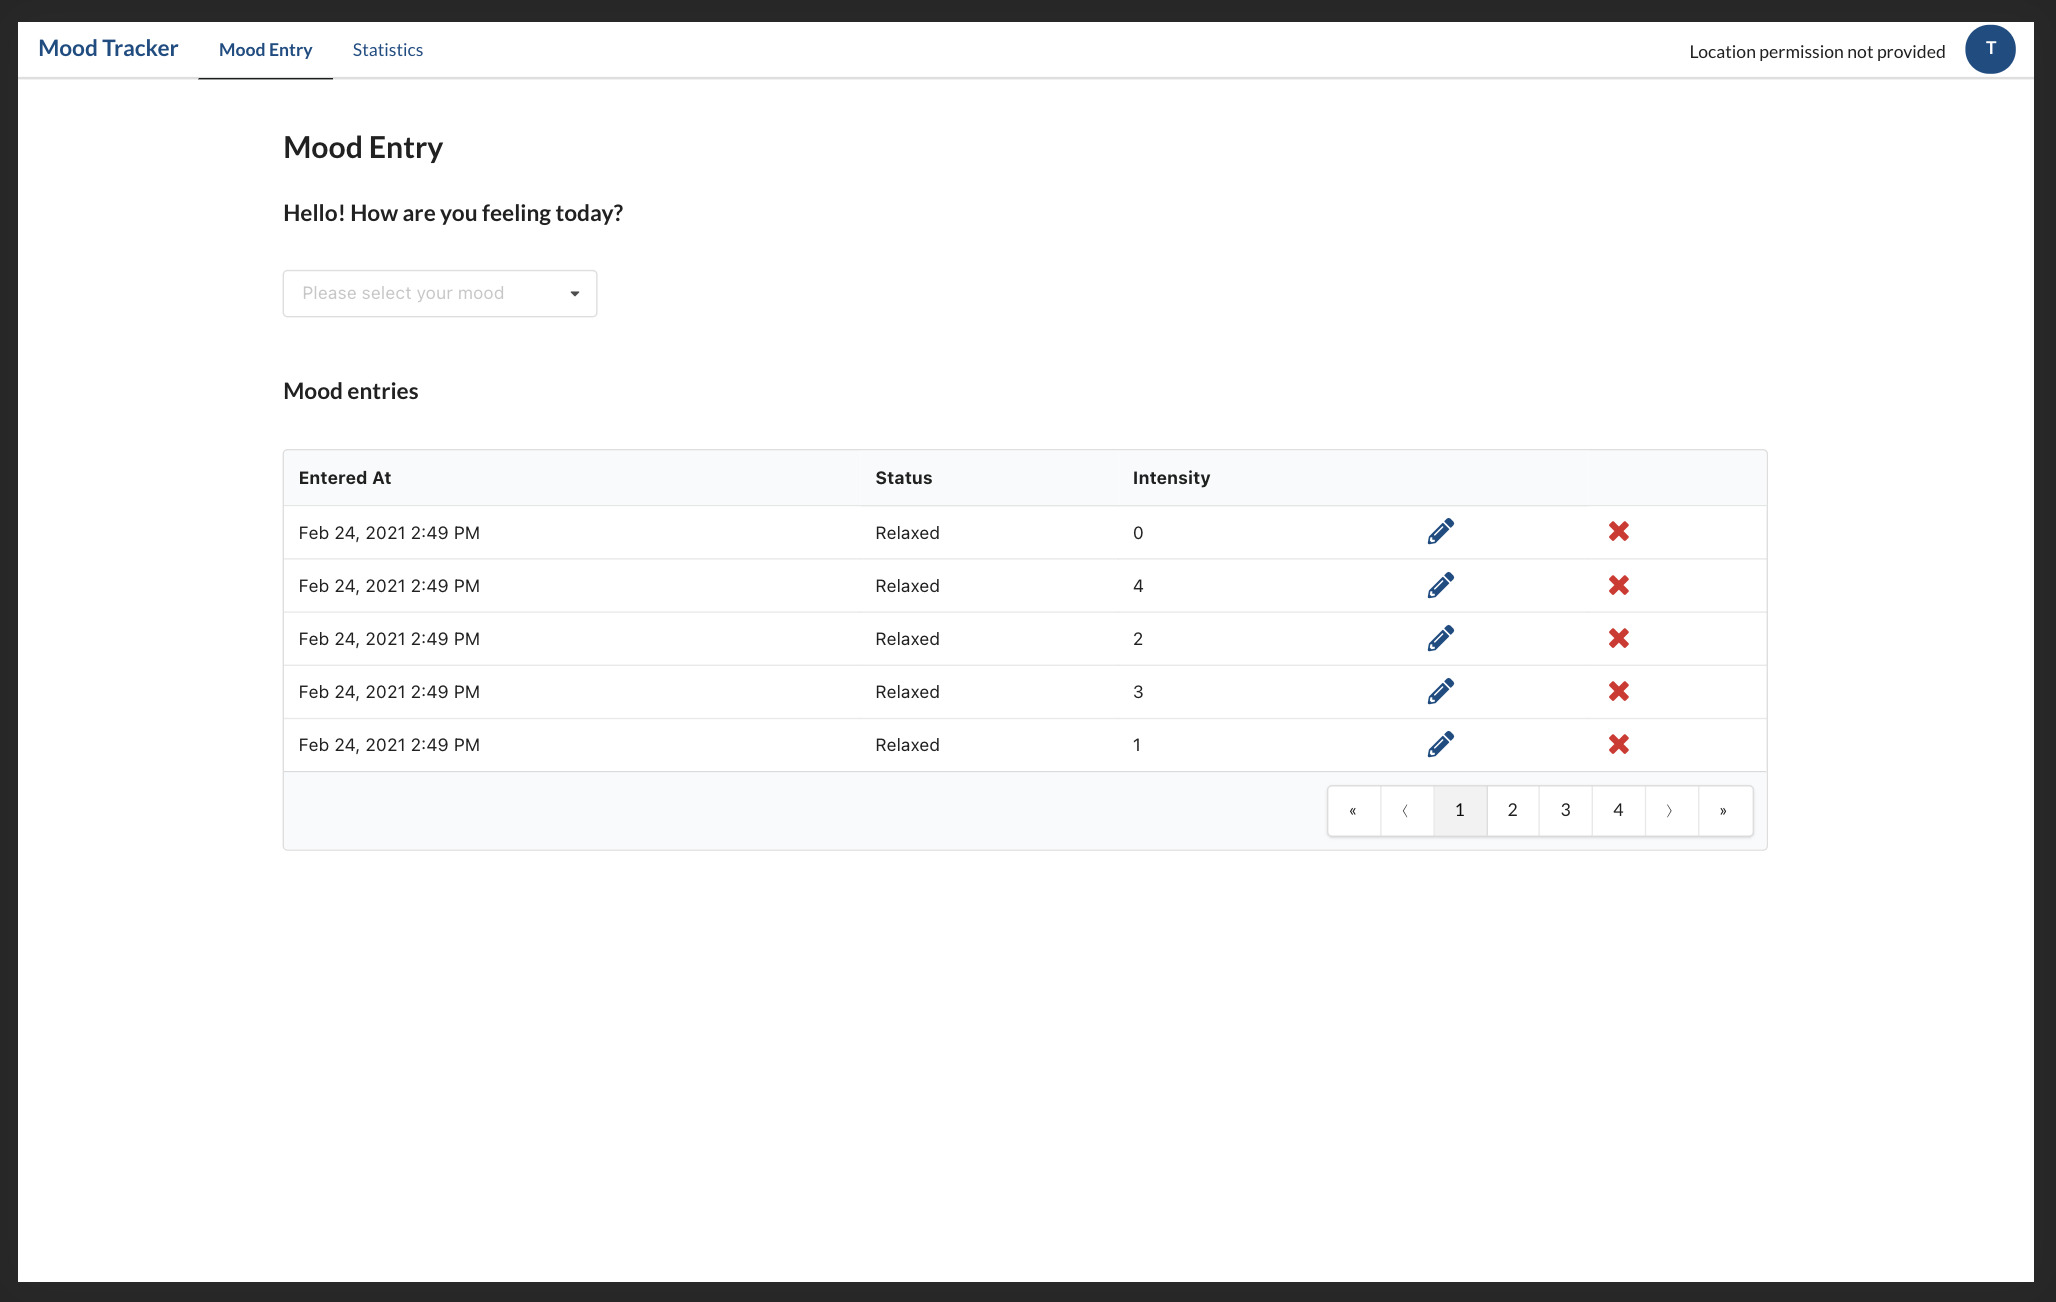 Mood Tracker Mood Entry Statistics Location permission not provided T
Mood Entry
Hello! How are you feeling today?
Please select your mood
Mood entries
Entered At Status Intensity
Feb 24, 2021 2:49 PM Relaxed 0
Feb 24, 2021 2:49 PM Relaxed 4
Feb 24, 2021 2:49 PM Relaxed 2
Feb 24, 2021 2:49 PM Relaxed 3
Feb 24, 2021 2:49 PM Relaxed 1
« 〈 1 2 3 4 〉 »